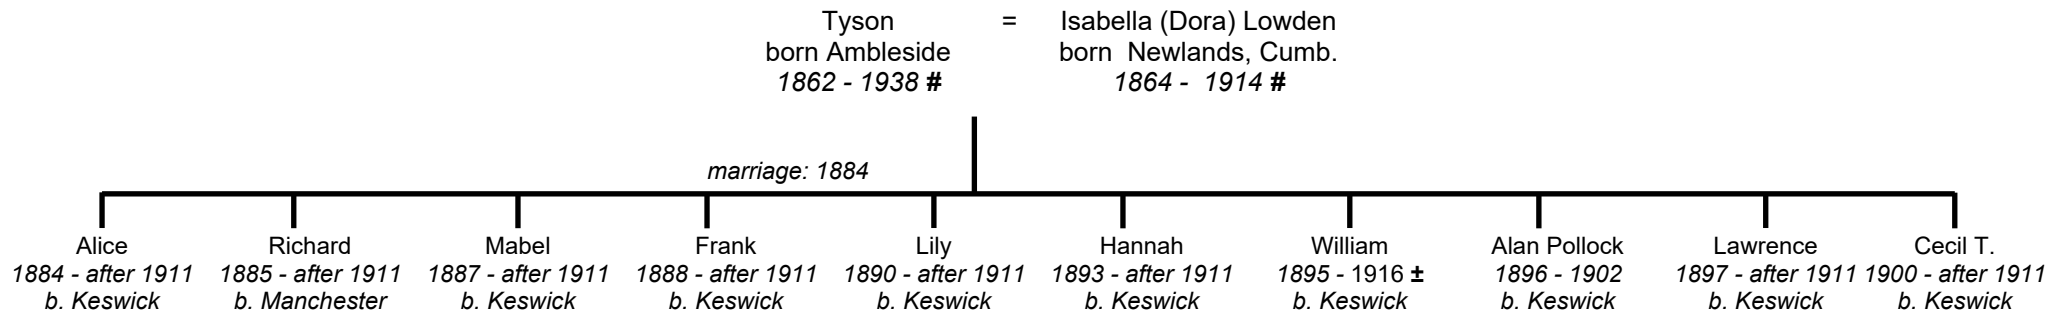 Tyson = Isabella (Dora) Lowden
born Ambleside born Newlands, Cumb.
1862 - 1938 # 1864 - 1914 #
marriage: 1884
Alice Richard Mabel Frank Lily Hannah William Alan Pollock Lawrence Cecil T.
1884 - after 1911 1885 - after 1911 1887 - after 1911 1888 - after 1911 1890 - after 1911 1893 - after 1911 1895 - 1916 ± 1896 - 1902 1897 - after 1911 1900 - after 1911
b. Keswick b. Manchester b. Keswick b. Keswick b. Keswick b. Keswick b. Keswick b. Keswick b. Keswick b. Keswick